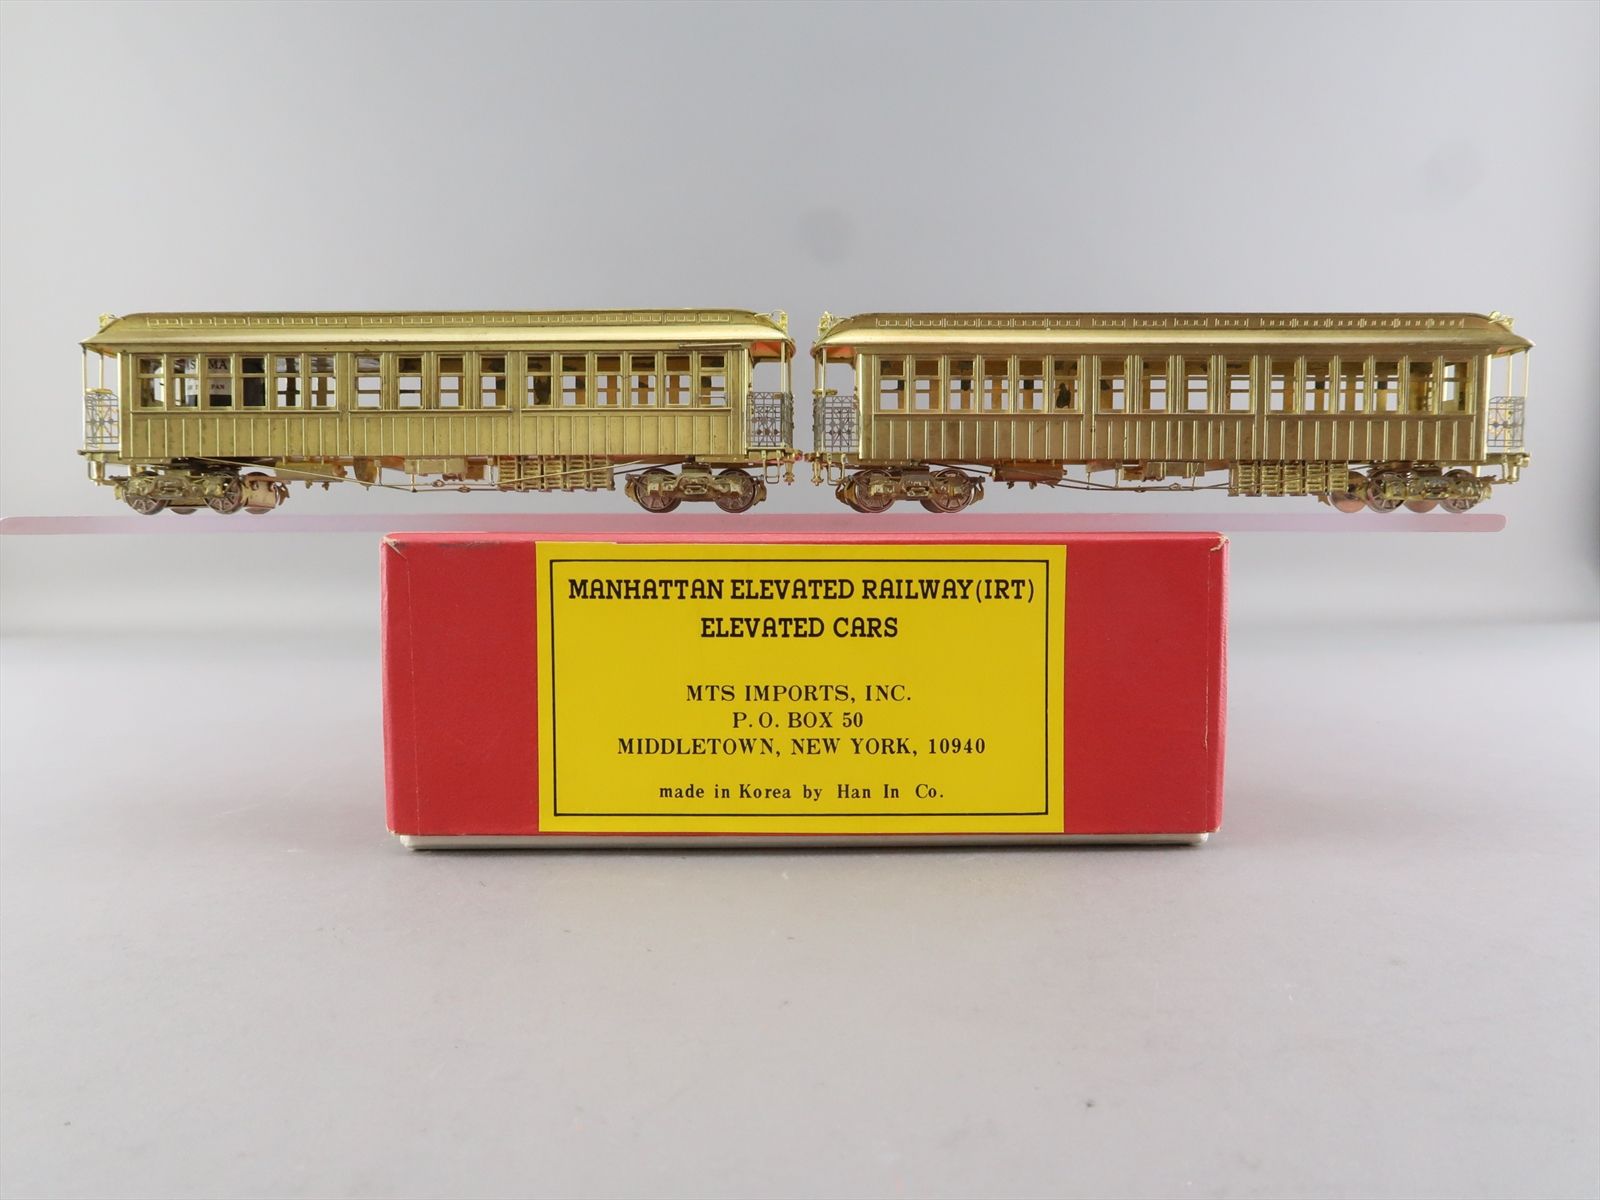 MANHATTAN ELEVATED RAILWAY(IRT)
ELEVATED CARS
MTS IMPORTS, INC.
P.O. BOX 50
MIDDLETOWN, NEW YORK, 10940
made in Korea by Han In Co.